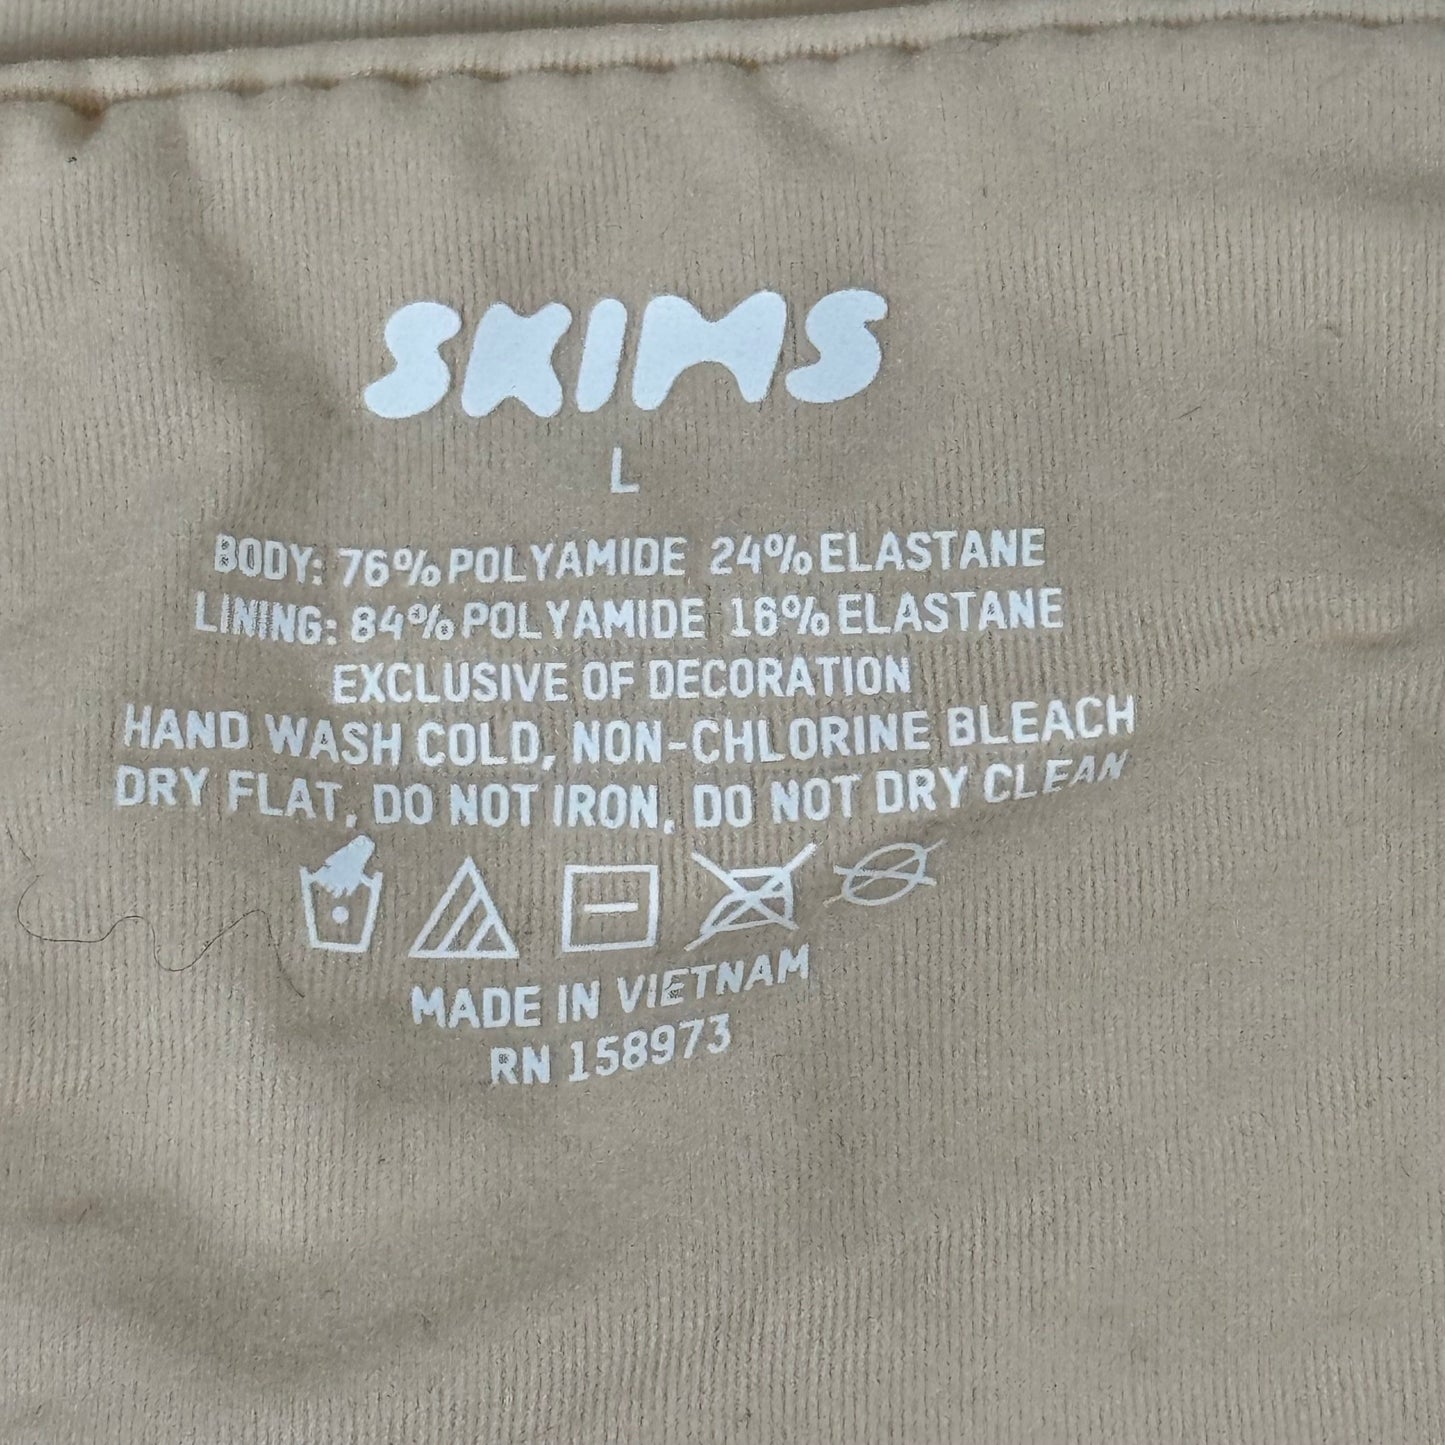 SKIMS
L
BODY: 76% POLYAMIDE 24% ELASTANE
LINING: 84% POLYAMIDE 16% ELASTANE
EXCLUSIVE OF DECORATION
HAND WASH COLD, NON-CHLORINE BLEACH
DRY FLAT, DO NOT IRON, DO NOT DRY CLEAN
MADE IN VIETNAM
RN 158973